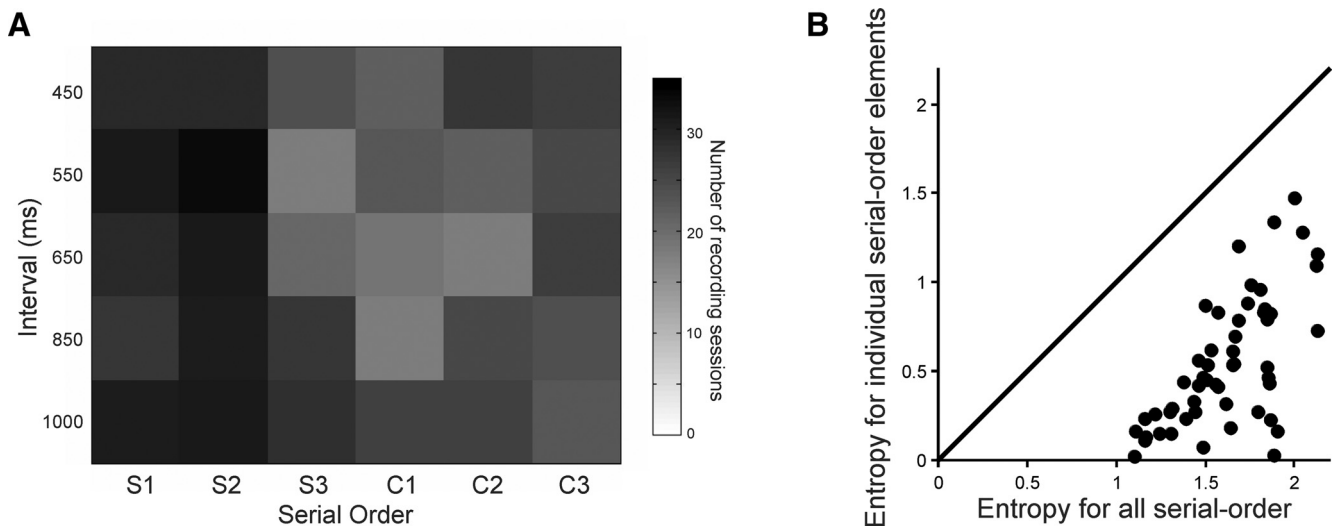 A
450
550
650
850
1000
Interval (ms)
S1 S2 S3 C1 C2 C3
Serial Order
30
20
10
0
Number of recording sessions
B
Entropy for individual serial-order elements
2
1.5
1
0.5
0
0 0.5 1 1.5 2
Entropy for all serial-order